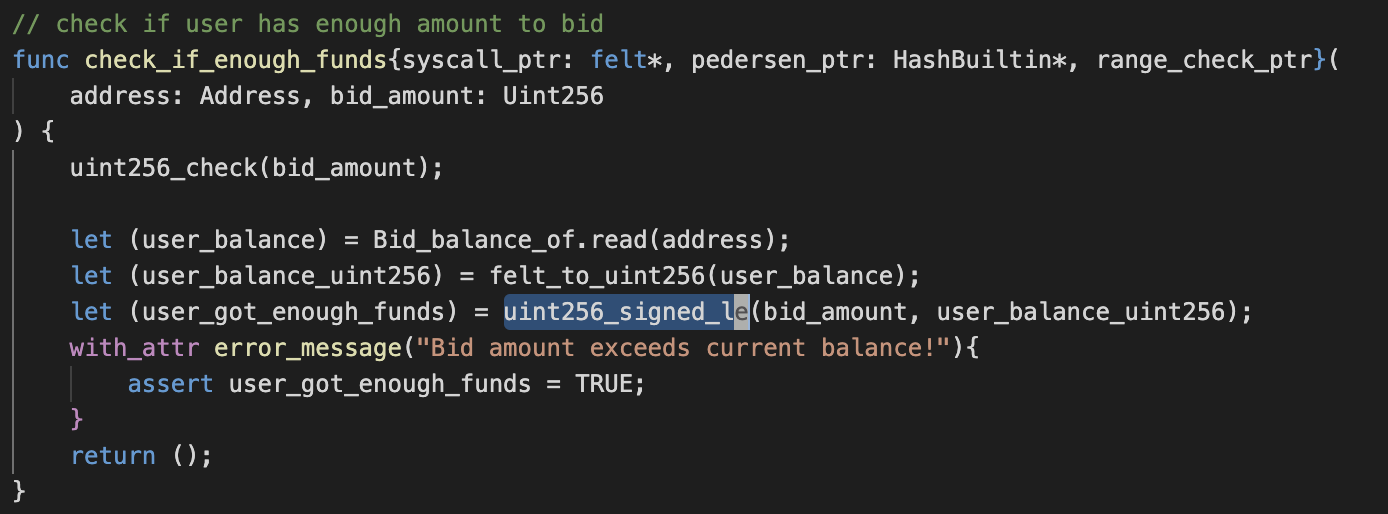 // check if user has enough amount to bid
func check_if_enough_funds{syscall_ptr: felt*, pedersen_ptr: HashBuiltin*, range_check_ptr}(
    address: Address, bid_amount: Uint256
) {
    uint256_check(bid_amount);

    let (user_balance) = Bid_balance_of.read(address);
    let (user_balance_uint256) = felt_to_uint256(user_balance);
    let (user_got_enough_funds) = uint256_signed_le(bid_amount, user_balance_uint256);
    with_attr error_message("Bid amount exceeds current balance!"){
        assert user_got_enough_funds = TRUE;
    }
    return ();
}